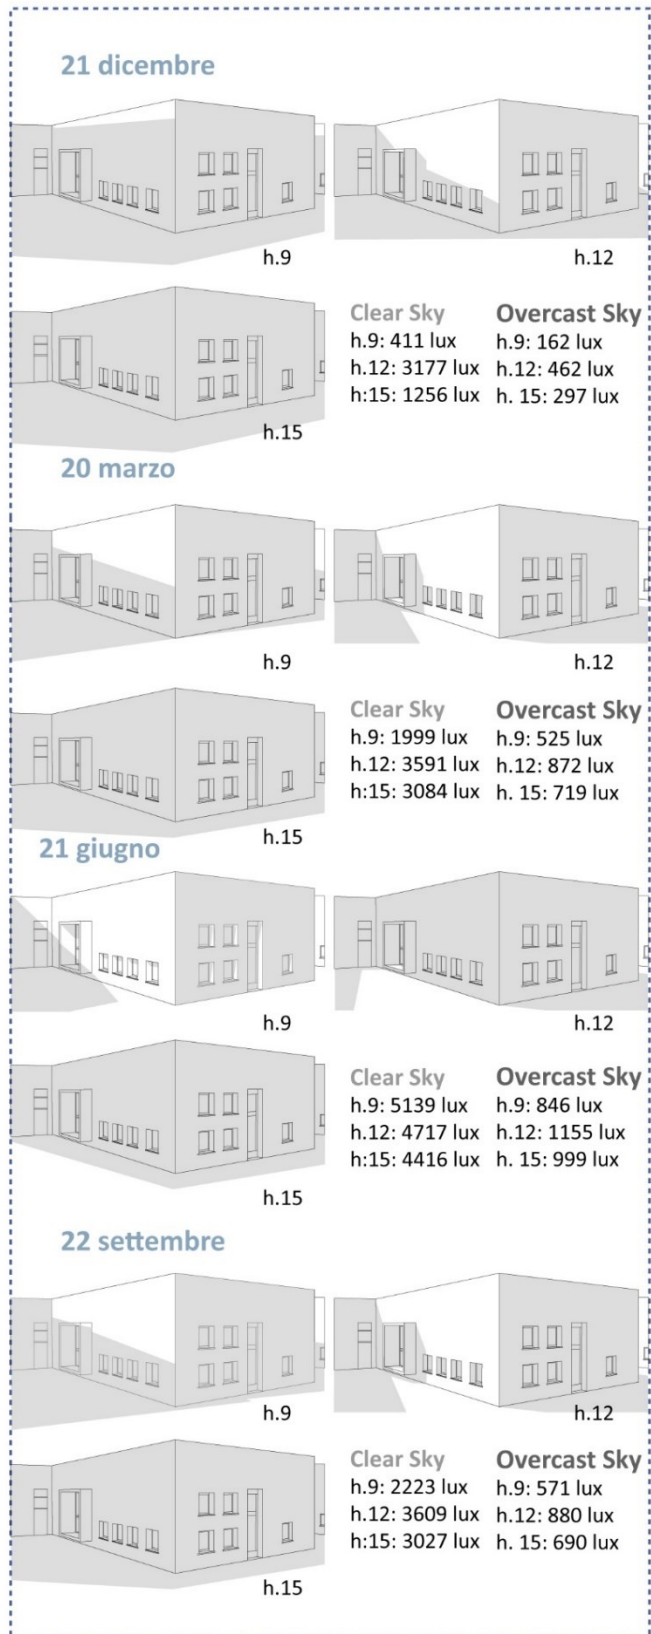 21 dicembre
h.9
h.12
Clear Sky
h.9: 411 lux
h.12: 3177 lux
h:15: 1256 lux
Overcast Sky
h.9: 162 lux
h.12: 462 lux
h. 15: 297 lux
h.15
20 marzo
h.9
h.12
Clear Sky
h.9: 1999 lux
h.12: 3591 lux
h:15: 3084 lux
Overcast Sky
h.9: 525 lux
h.12: 872 lux
h. 15: 719 lux
h.15
21 giugno
h.9
h.12
Clear Sky
h.9: 5139 lux
h.12: 4717 lux
h:15: 4416 lux
Overcast Sky
h.9: 846 lux
h.12: 1155 lux
h. 15: 999 lux
h.15
22 settembre
h.9
h.12
Clear Sky
h.9: 2223 lux
h.12: 3609 lux
h:15: 3027 lux
Overcast Sky
h.9: 571 lux
h.12: 880 lux
h. 15: 690 lux
h.15